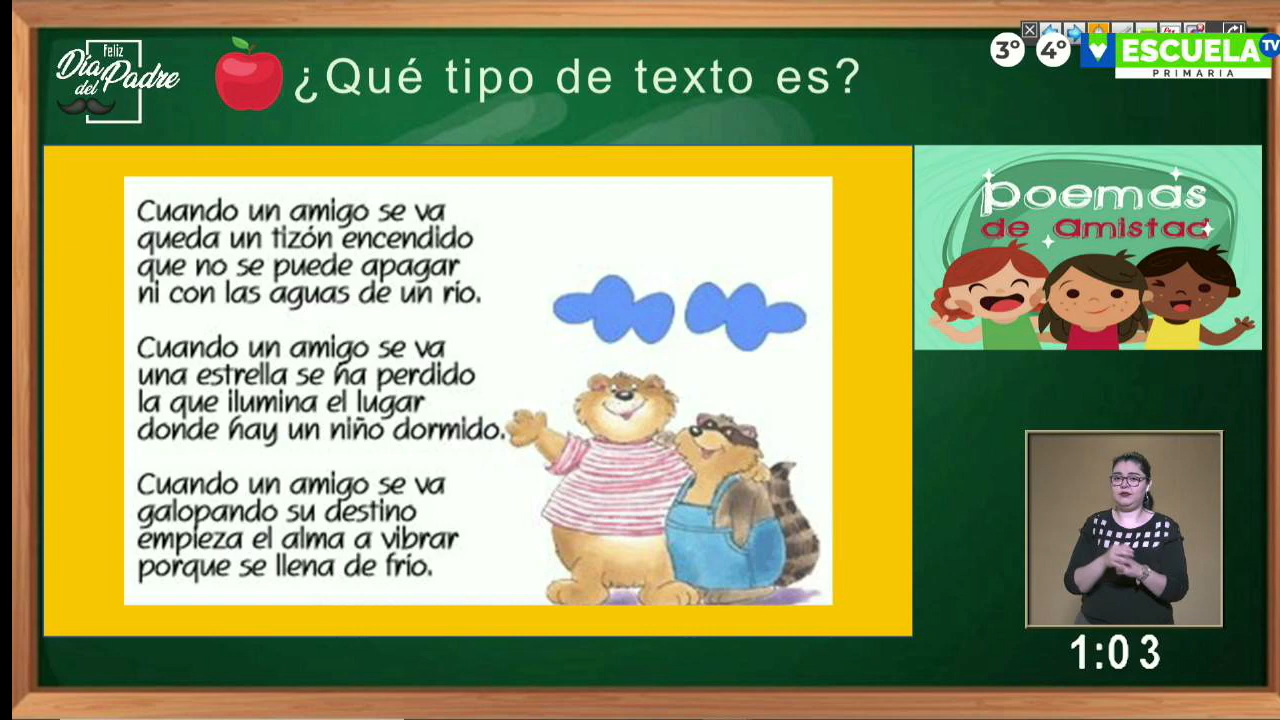 Feliz
Día del Padre
¿Qué tipo de texto es?
3° 4° ESCUELA TV
PRIMARIA
Cuando un amigo se va
queda un tizón encendido
que no se puede apagar
ni con las aguas de un río.
Cuando un amigo se va
una estrella se ha perdido
la que ilumina el lugar
donde hay un niño dormido.
Cuando un amigo se va
galopando su destino
empieza el alma a vibrar
porque se llena de frío.
poemas
de amistad
1:03